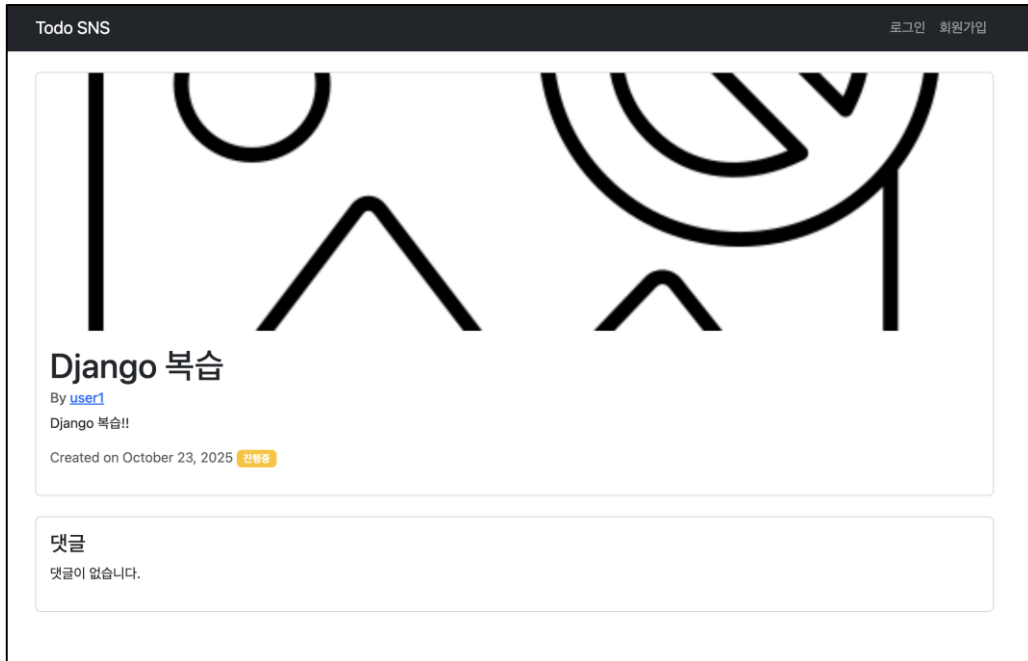 Todo SNS
로그인 회원가입
Django 복습
By user1
Django 복습!!
Created on October 23, 2025 진행중
댓글
댓글이 없습니다.